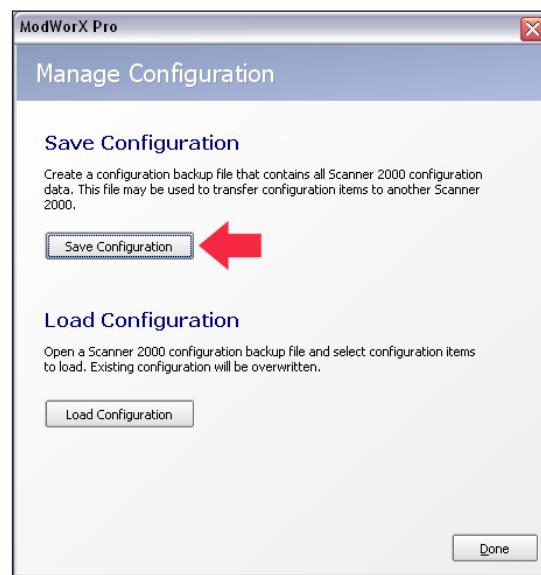 ModWorX Pro
Manage Configuration
Save Configuration
Create a configuration backup file that contains all Scanner 2000 configuration
data. This file may be used to transfer configuration items to another Scanner
2000.
Save Configuration
Load Configuration
Open a Scanner 2000 configuration backup file and select configuration items
to load. Existing configuration will be overwritten.
Load Configuration
Done